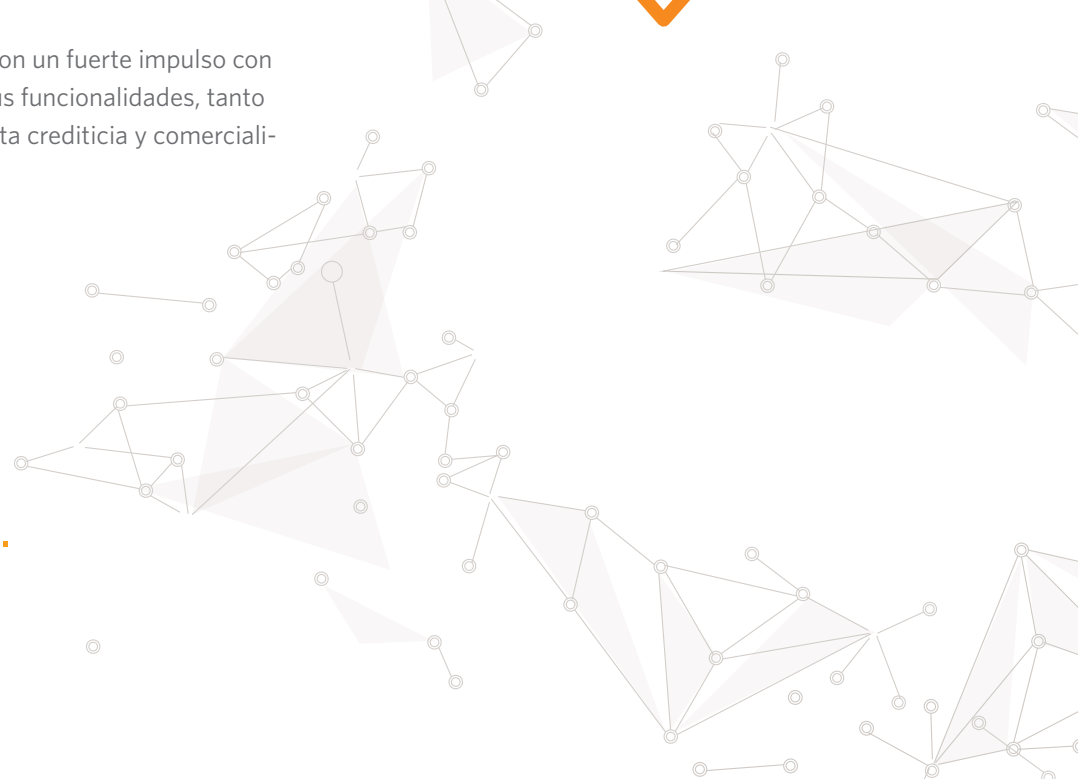 on un fuerte impulso con
us funcionalidades, tanto
ta crediticia y comerciali-